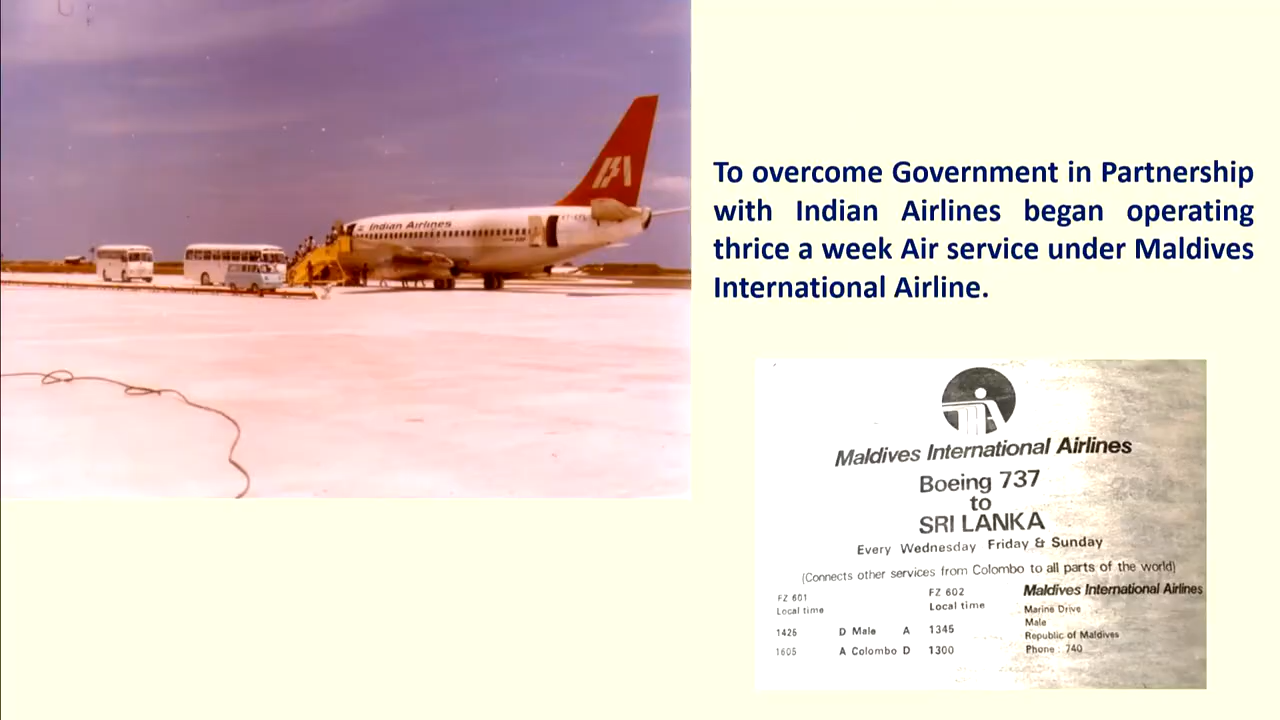 Indian Airlines
To overcome Government in Partnership
with Indian Airlines began operating
thrice a week Air service under Maldives
International Airline.
Maldives International Airlines
Boeing 737
to
SRI LANKA
Every Wednesday Friday & Sunday
(Connects other services from Colombo to all parts of the world)
FZ 601 FZ 602
Local time Local time
1425 D Male A 1345
1605 A Colombo D 1300
Maldives International Airlines
Marine Drive
Male
Republic of Maldives
Phone : 740